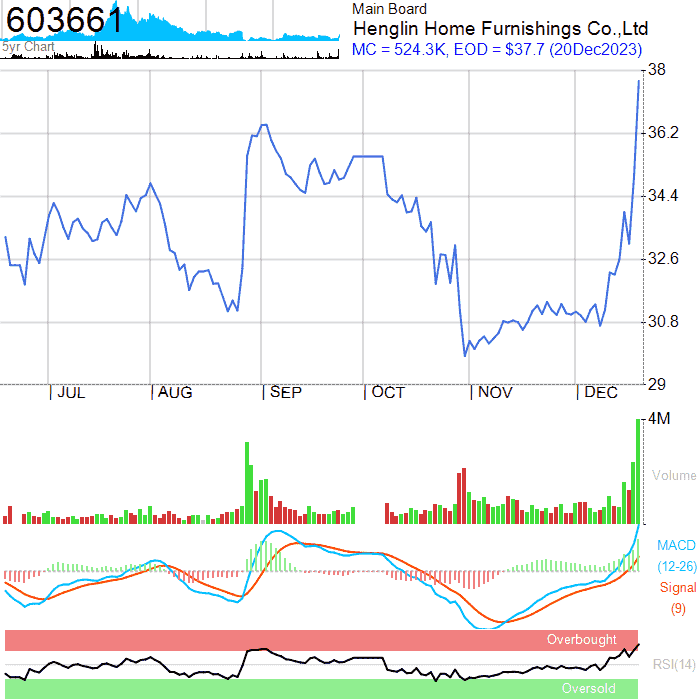 603661
5yr Chart
Main Board
Henglin Home Furnishings Co.,Ltd
MC = 524.3K, EOD = $37.7 (20Dec2023)
38
36.2
34.4
32.6
30.8
29
JUL AUG SEP OCT NOV DEC
4M
Volume
MACD
(12-26)
Signal
(9)
Overbought
RSI(14)
Oversold